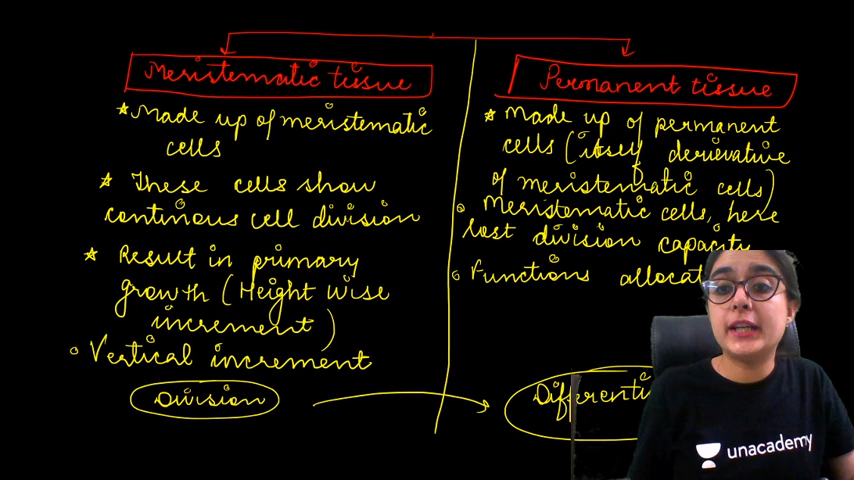 Meristematic tissue
* Made up of meristematic
cells
* These cells show
continous cell division
* Result in primary
growth (Height wise
increment)
Vertical increment
Division
Permanent tissue
* Made up of permanent
cells (itself derievative
of meristematic cells)
Meristematic cells, here
lost division capacity
Functions
unacademy